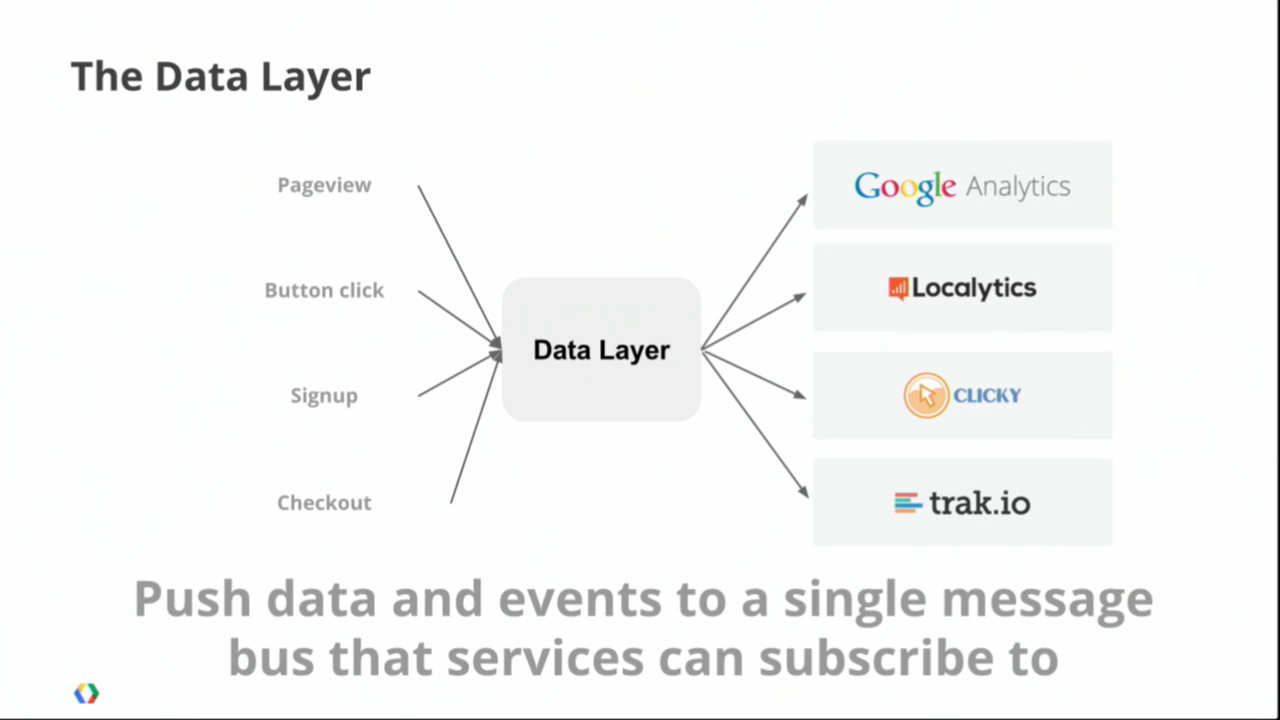 The Data Layer
Pageview
Button click
Signup
Checkout
Data Layer
Google Analytics
Localytics
CLICKY
trak.io
Push data and events to a single message
bus that services can subscribe to